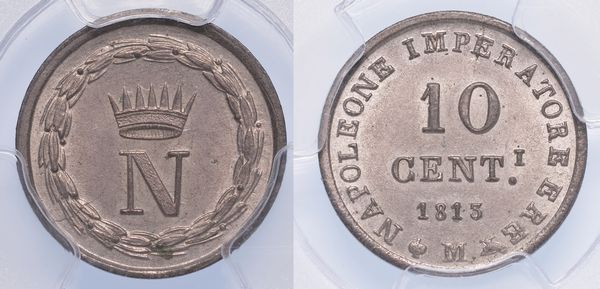 N
NAPOLEONE IMPERATORE E RE
10
CENT.I
1813
M